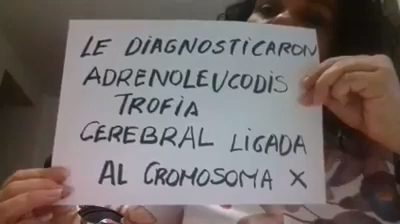 LE DIAGNOSTICARON
ADRENOLEUCODIS
TROFIA
CEREBRAL LIGADA
AL CROMOSOMA X